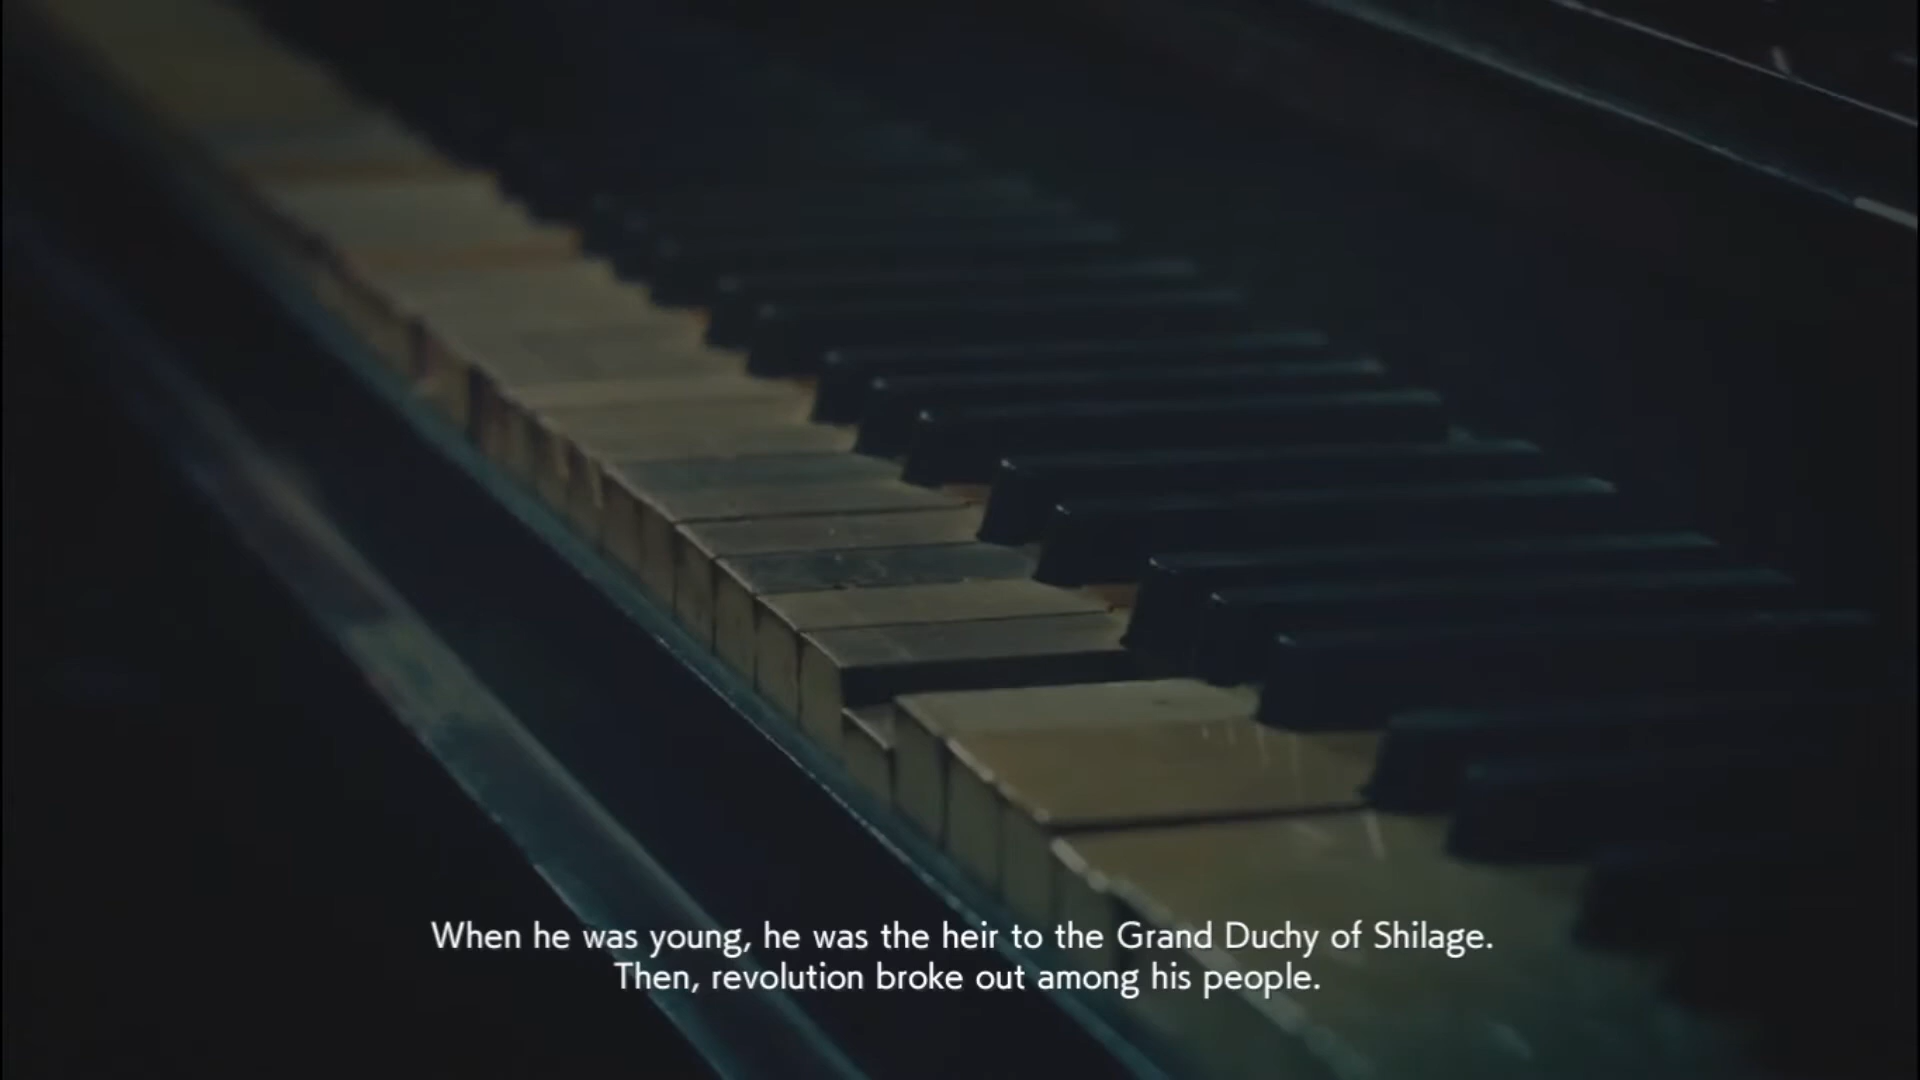 When he was young, he was the heir to the Grand Duchy of Shilage.
Then, revolution broke out among his people.